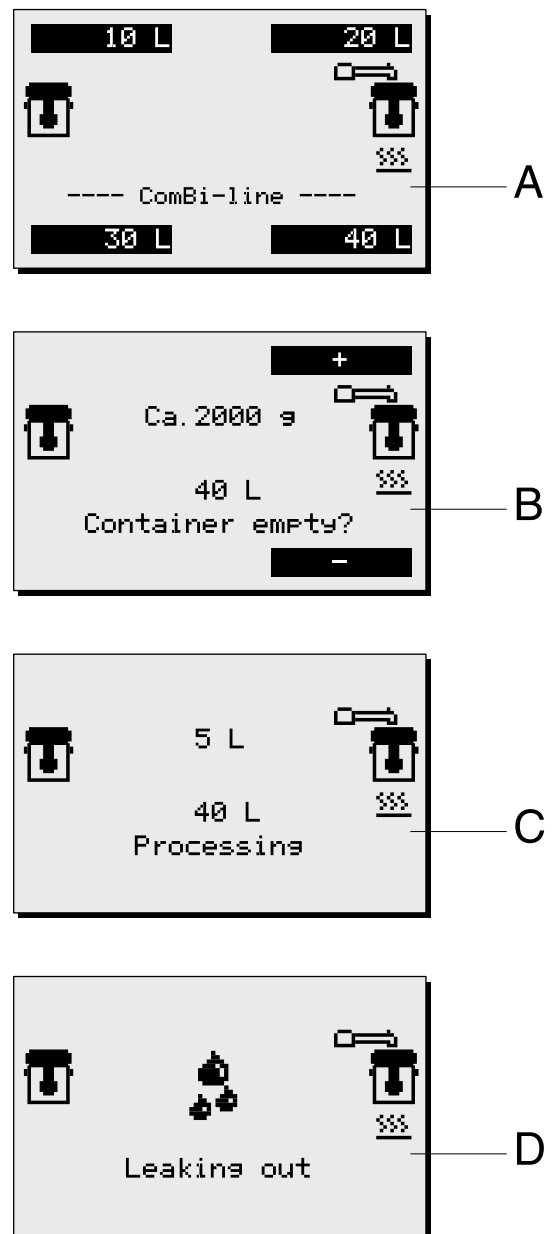 10 L 20 L
---- ComBi-line ----
30 L 40 L
A
+
Ca.2000 g
40 L
Container empty?
-
B
5 L
40 L
Processing
C
Leaking out
D